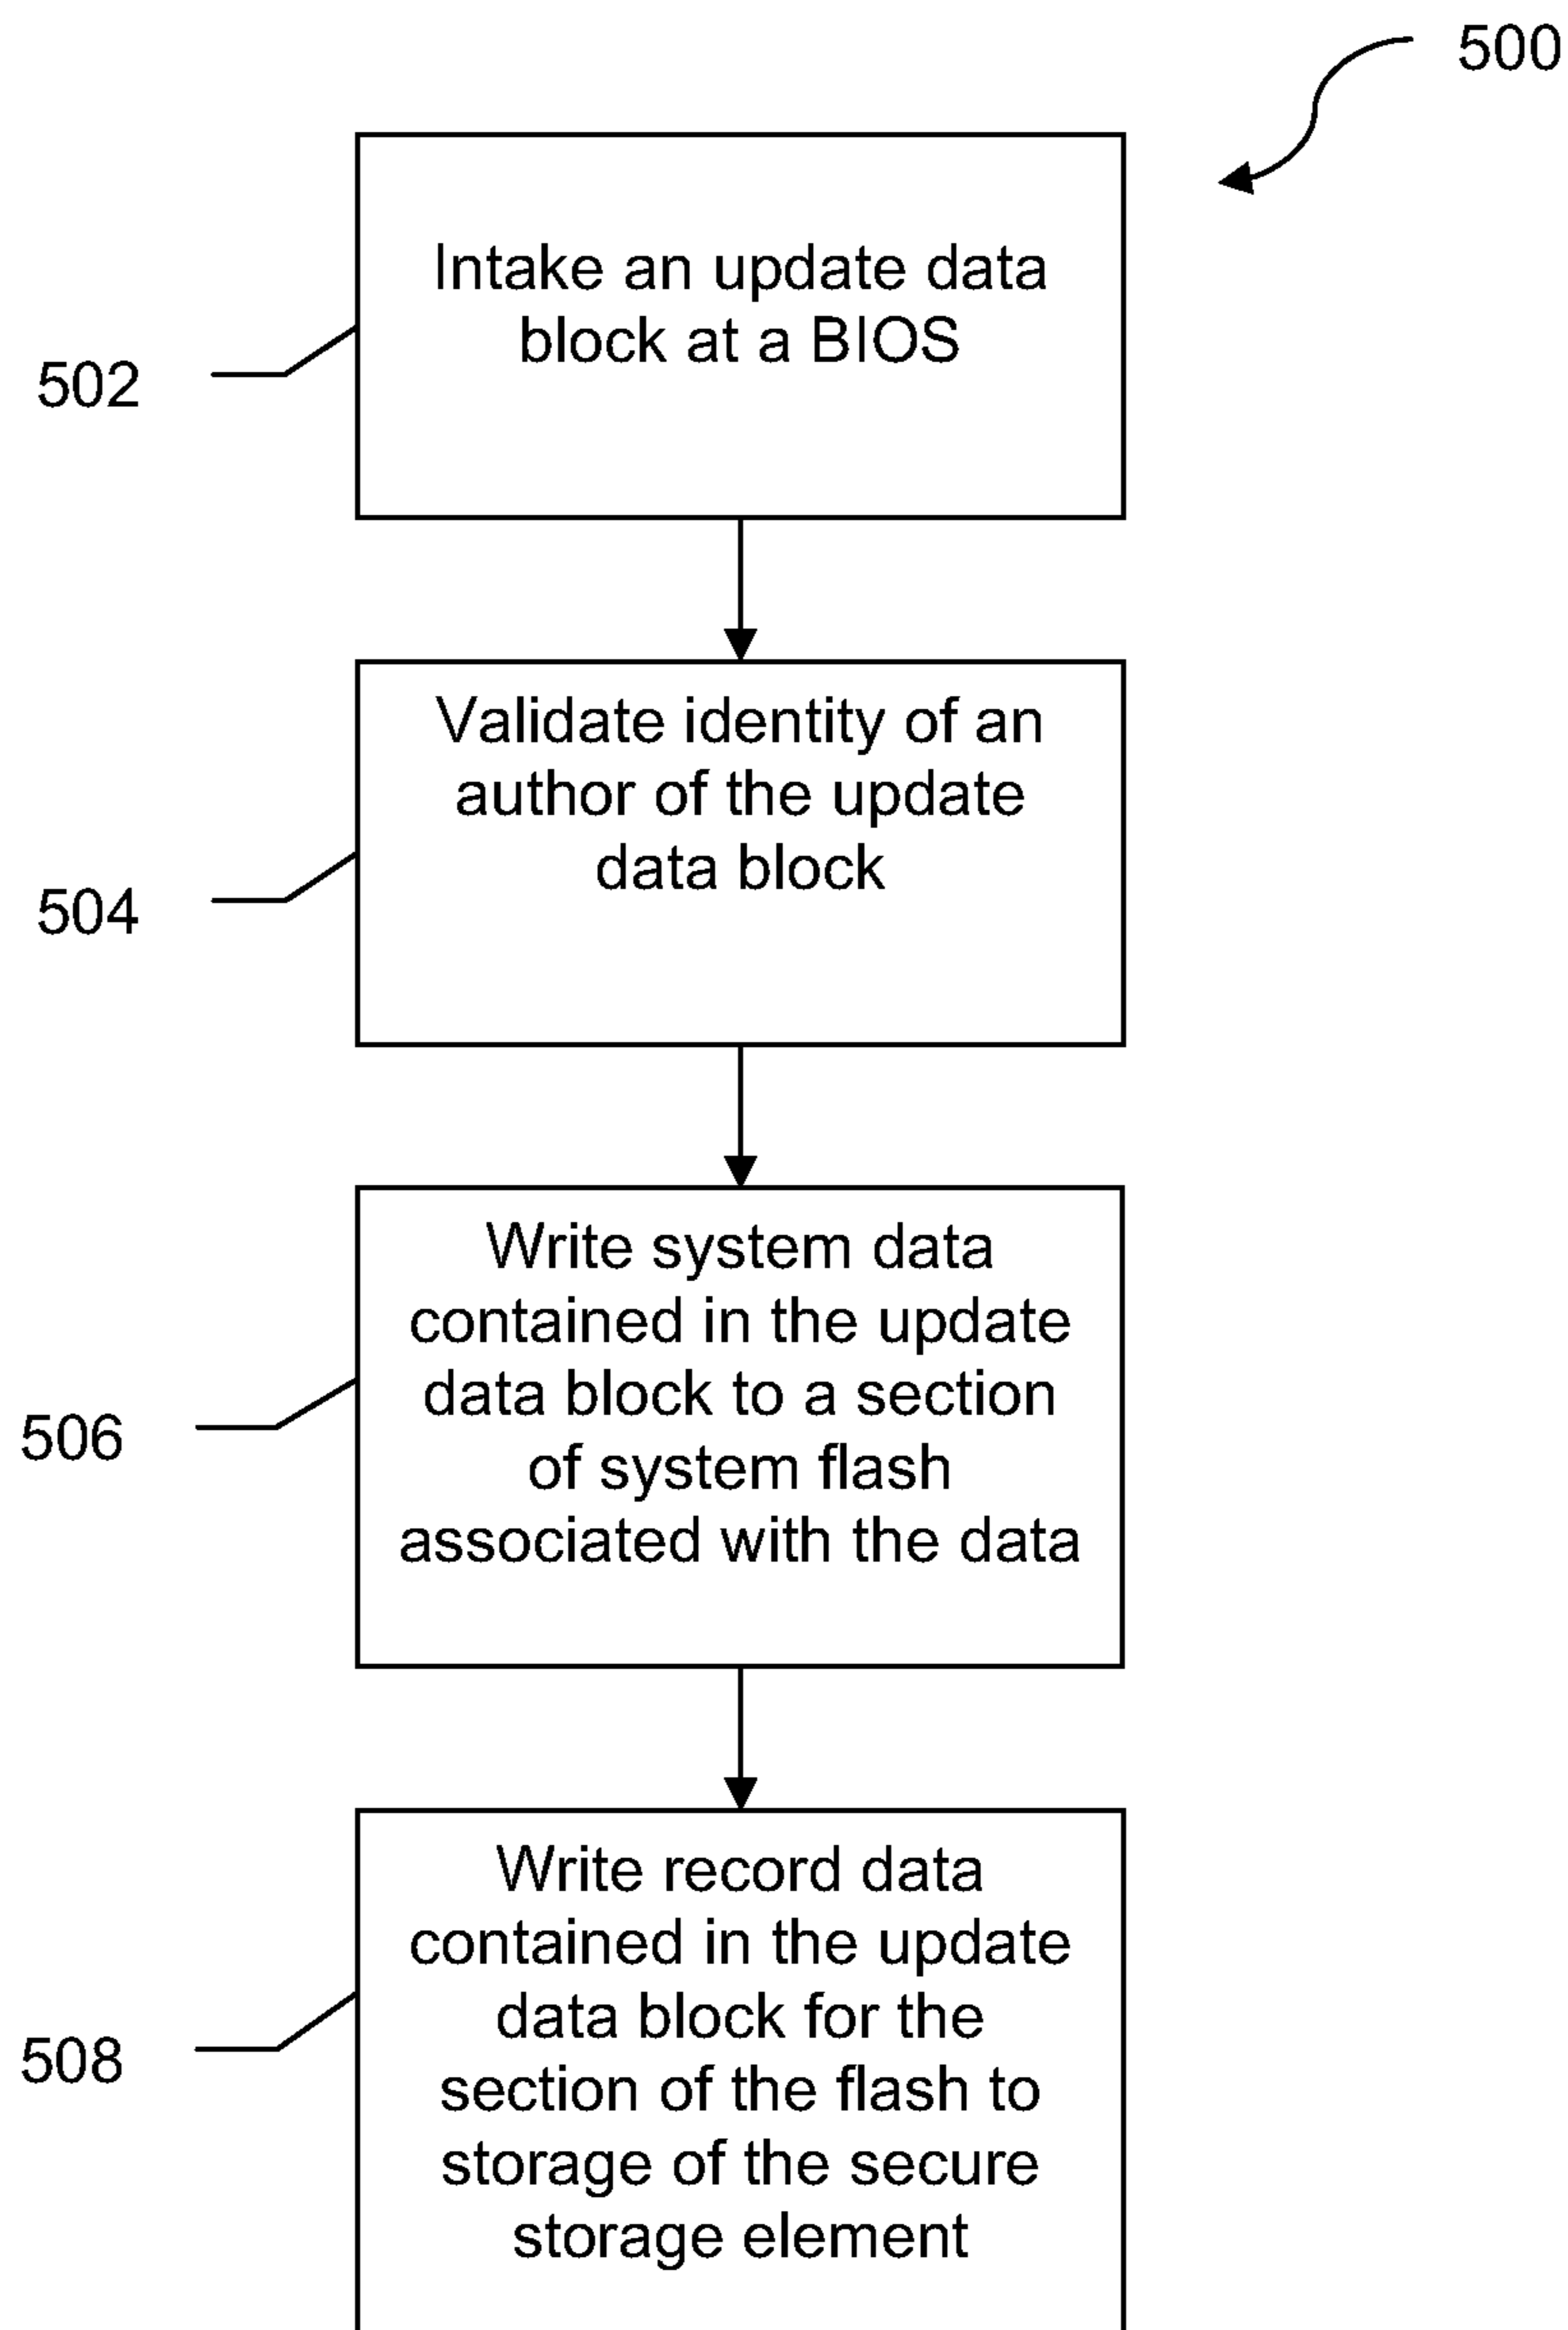 500
Intake an update data
block at a BIOS
502
Validate identity of an
author of the update
data block
504
Write system data
contained in the update
data block to a section
of system flash
associated with the data
506
Write record data
contained in the update
data block for the
section of the flash to
storage of the secure
storage element
508